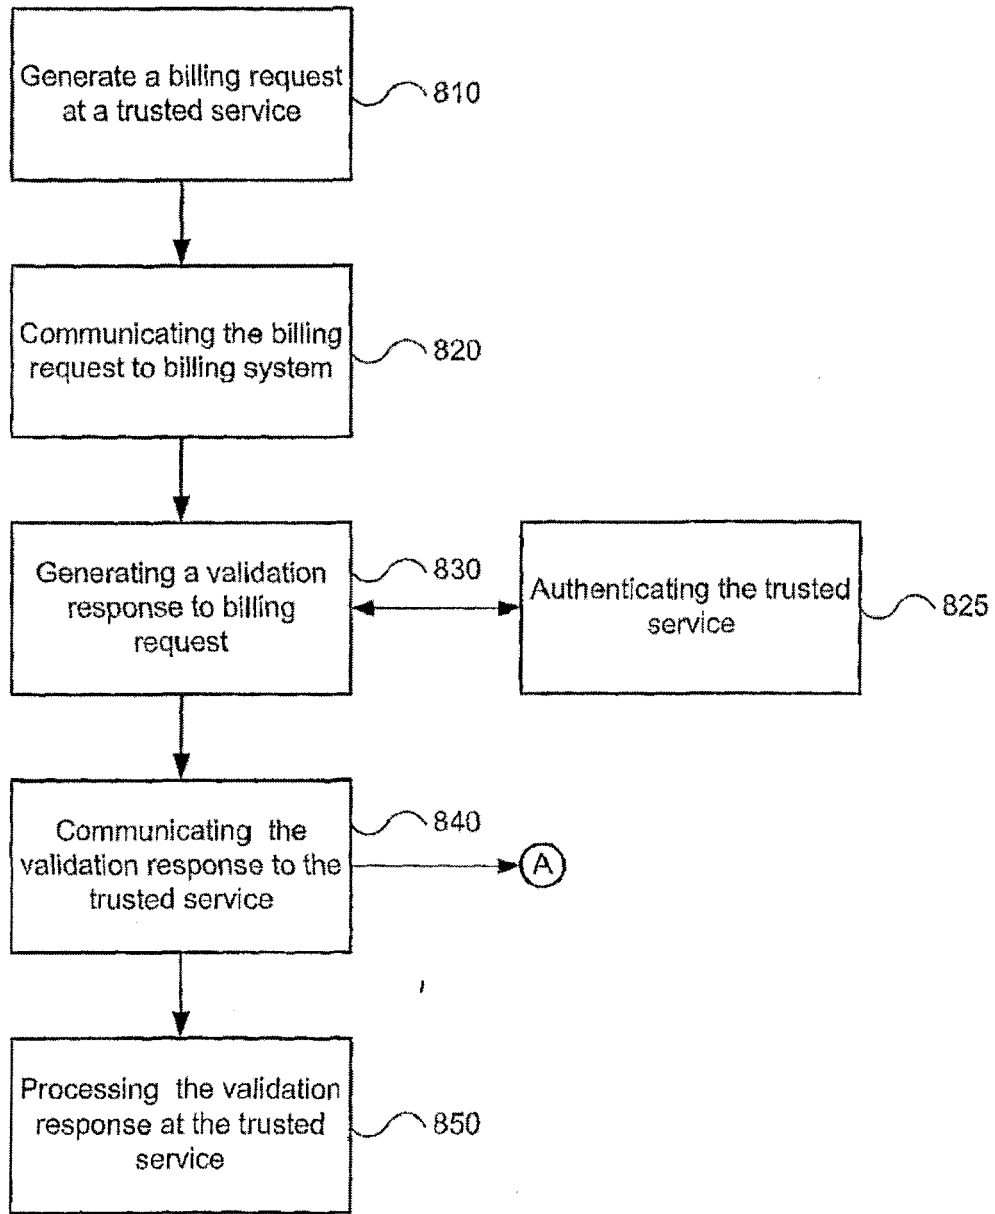 Generate a billing request
at a trusted service
810
Communicating the billing
request to billing system
820
Generating a validation
response to billing
request
830
Authenticating the trusted
service
825
Communicating the
validation response to the
trusted service
840
A
Processing the validation
response at the trusted
service
850